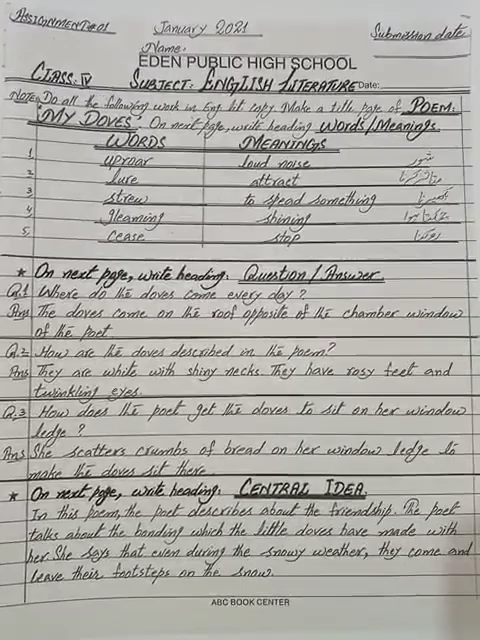 ASSIGNMENT#01 January 2021 Submission date:
Name:
EDEN PUBLIC HIGH SCHOOL
CLASS: IV SUBJECT: ENGLISH LITERATURE Date:
NOTE: Do all the following work in Eng lit copy. Make a title page of POEM:
"MY DOVES". On next page, write heading Words/Meanings.
WORDS MEANINGS
1. uproar loud noise شور
2. lure attract
3. strew to spead something بکھیرنا
4. gleaming shining
5. cease stop روکنا
★ On next page, write heading: Question/Answer.
Q.1 Where do the doves come every day?
Ans The doves come on the roof opposite of the chamber window
of the poet
Q.2 How are the doves described in the poem?
Ans They are white with shiny necks. They have rosy feet and
twinkling eyes.
Q.3 How does the poet get the doves to sit on her window
ledge?
Ans She scatters crumbs of bread on her window ledge to
make the doves sit there.
★ On next page, write heading: CENTRAL IDEA.
In this poem, the poet describes about the friendship. The poet
talks about the bonding which the little doves have made with
her. She says that even during the snowy weather, they come and
leave their footsteps on the snow.
ABC BOOK CENTER